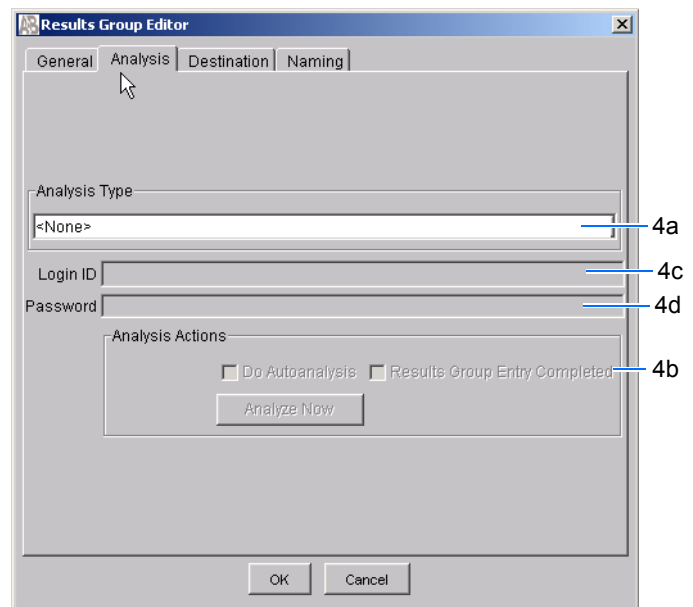 AB Results Group Editor
General Analysis Destination Naming
Analysis Type
<None> 4a
Login ID 4c
Password 4d
Analysis Actions
Do Autoanalysis Results Group Entry Completed 4b
Analyze Now
OK Cancel